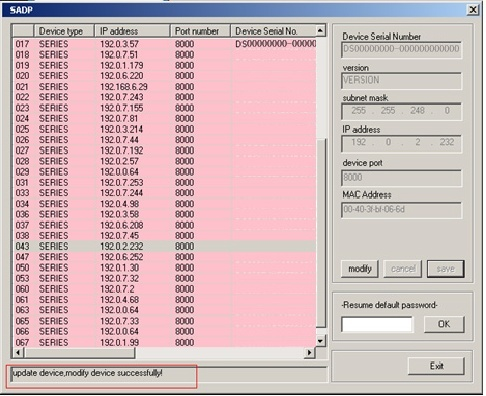 SADP
Device type IP address Port number Device Serial No.
017 SERIES 192.0.3.57 8000 DS00000000-00000
018 SERIES 192.0.7.51 8000
019 SERIES 192.0.1.179 8000
020 SERIES 192.0.6.220 8000
021 SERIES 192.168.6.29 8000
022 SERIES 192.0.7.243 8000
023 SERIES 192.0.7.155 8000
024 SERIES 192.0.7.81 8000
025 SERIES 192.0.3.214 8000
026 SERIES 192.0.7.44 8000
027 SERIES 192.0.7.192 8000
028 SERIES 192.0.2.57 8000
029 SERIES 192.0.0.64 8000
031 SERIES 192.0.7.253 8000
033 SERIES 192.0.7.244 8000
034 SERIES 192.0.4.98 8000
036 SERIES 192.0.3.58 8000
037 SERIES 192.0.6.208 8000
038 SERIES 192.0.7.45 8000
043 SERIES 192.0.2.232 8000
047 SERIES 192.0.6.252 8000
050 SERIES 192.0.1.30 8000
053 SERIES 192.0.7.32 8000
060 SERIES 192.0.7.2 8000
061 SERIES 192.0.4.68 8000
063 SERIES 192.0.0.64 8000
065 SERIES 192.0.7.33 8000
066 SERIES 192.0.0.64 8000
067 SERIES 192.0.1.99 8000
update device,modify device successfully!
Device Serial Number
DS00000000-0000000000000
version
VERSION
subnet mask
255 . 255 . 248 . 0
IP address
192 . 0 . 2 . 232
device port
8000
MAIC Address
00-40-3f-bf-06-6d
modify cancel save
-Resume default password-
OK
Exit